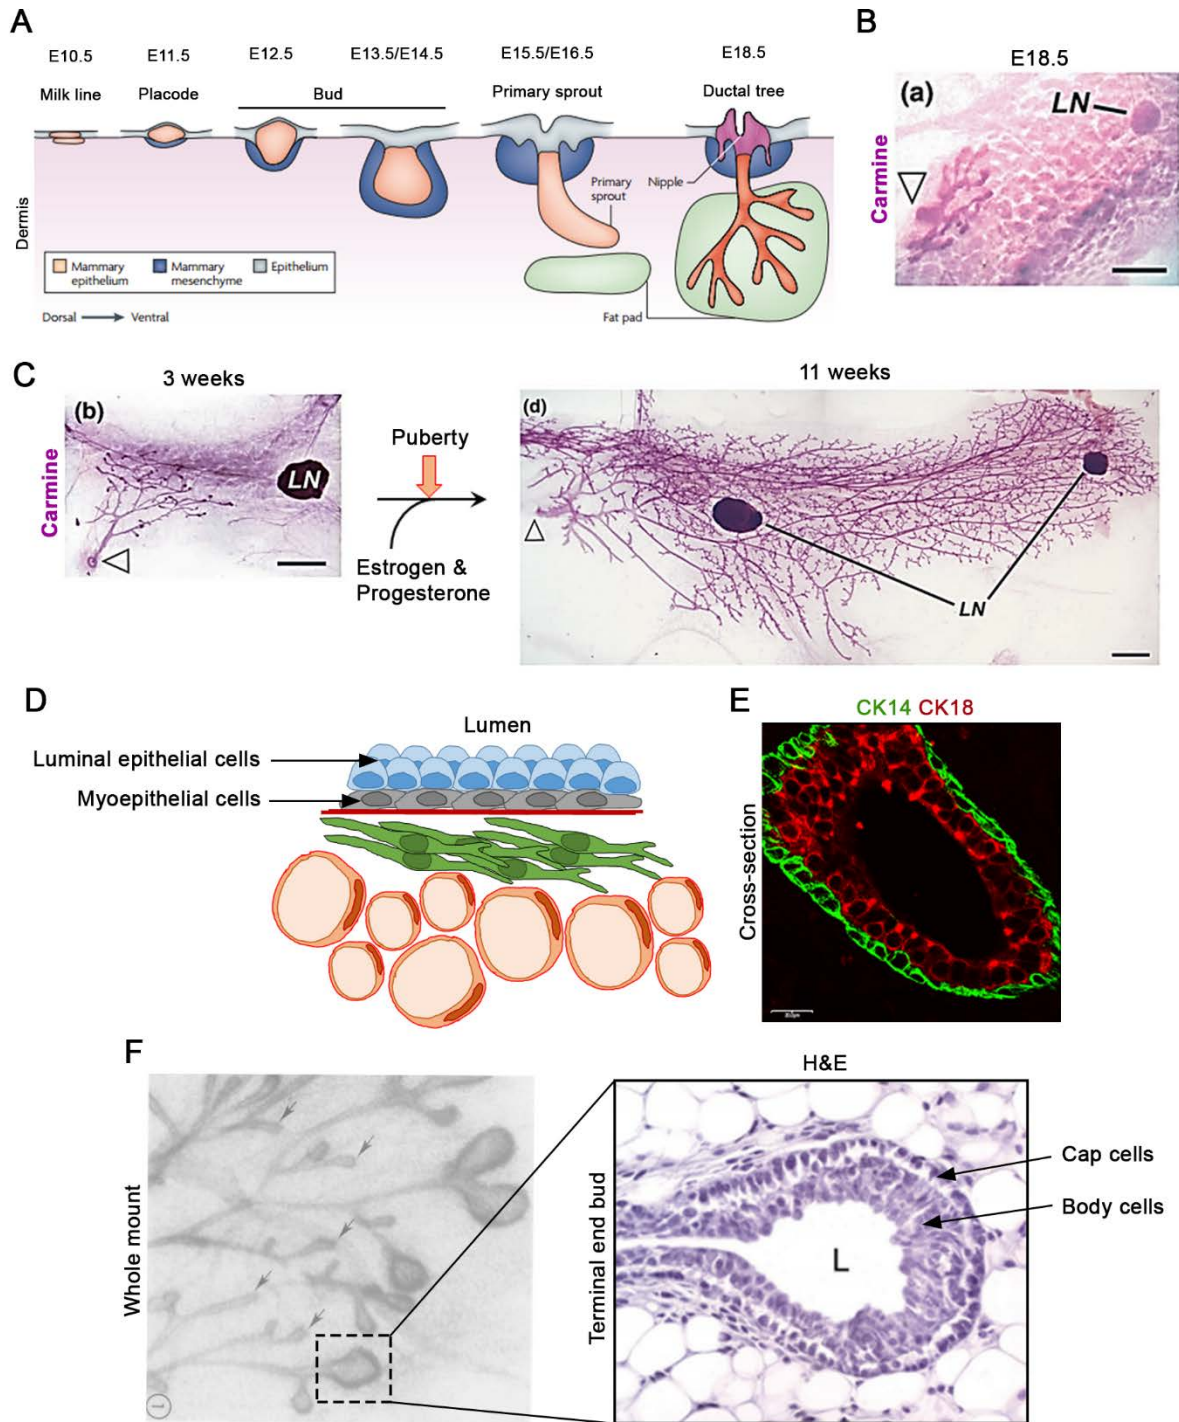 A
E10.5 E11.5 E12.5 E13.5/E14.5 E15.5/E16.5 E18.5
Milk line Placode Bud Primary sprout Ductal tree
Dermis
Primary
sprout
Nipple
Mammary
epithelium
Mammary
mesenchyme
Epithelium
Dorsal
Ventral
Fat pad
B
E18.5
(a)
LN
Carmine
C
3 weeks
(b)
LN
Carmine
Puberty
Estrogen &
Progesterone
11 weeks
(d)
LN
D
Lumen
Luminal epithelial cells
Myoepithelial cells
E
CK14 CK18
Cross-section
F
Whole mount
1
H&E
Terminal end bud
L
Cap cells
Body cells